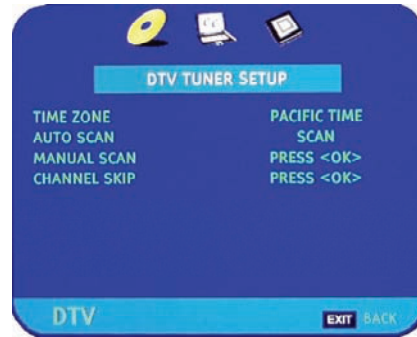 DTV TUNER SETUP
TIME ZONE PACIFIC TIME
AUTO SCAN SCAN
MANUAL SCAN PRESS <OK>
CHANNEL SKIP PRESS <OK>
DTV EXIT BACK